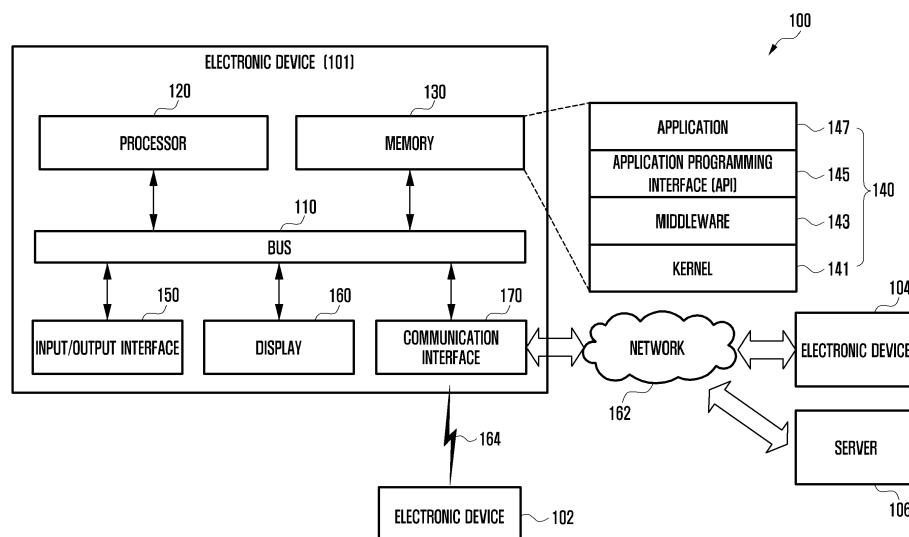 100
ELECTRONIC DEVICE (101)
120
130
PROCESSOR
MEMORY
APPLICATION
147
APPLICATION PROGRAMMING
INTERFACE (API)
145
140
MIDDLEWARE
143
KERNEL
141
110
BUS
150
160
170
104
INPUT/OUTPUT INTERFACE
DISPLAY
COMMUNICATION
INTERFACE
NETWORK
ELECTRONIC DEVICE
162
164
SERVER
106
ELECTRONIC DEVICE
102